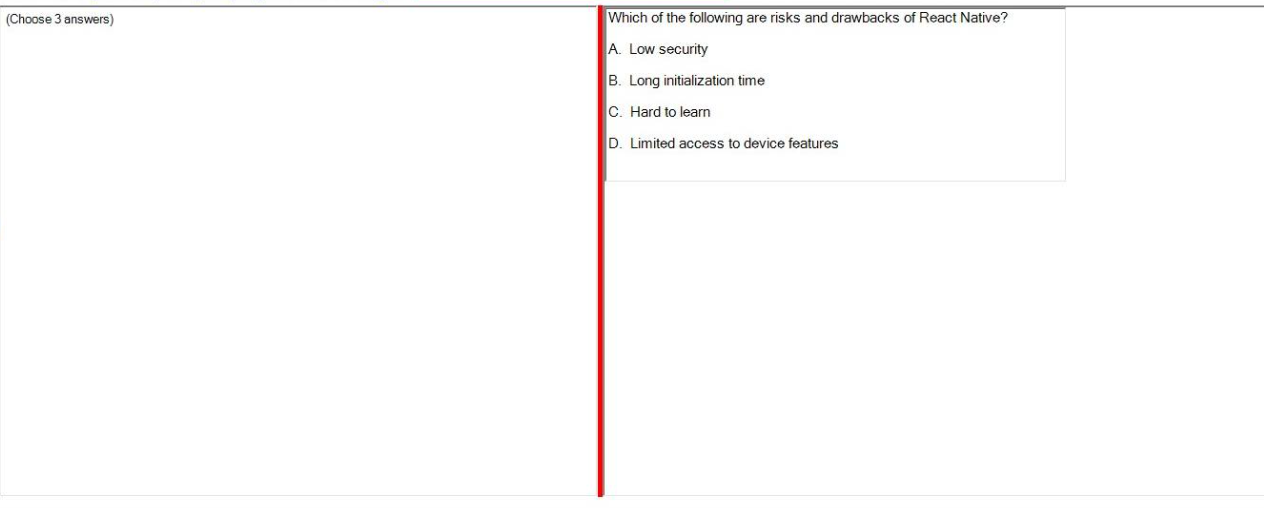 (Choose 3 answers)
Which of the following are risks and drawbacks of React Native?
A. Low security
B. Long initialization time
C. Hard to learn
D. Limited access to device features